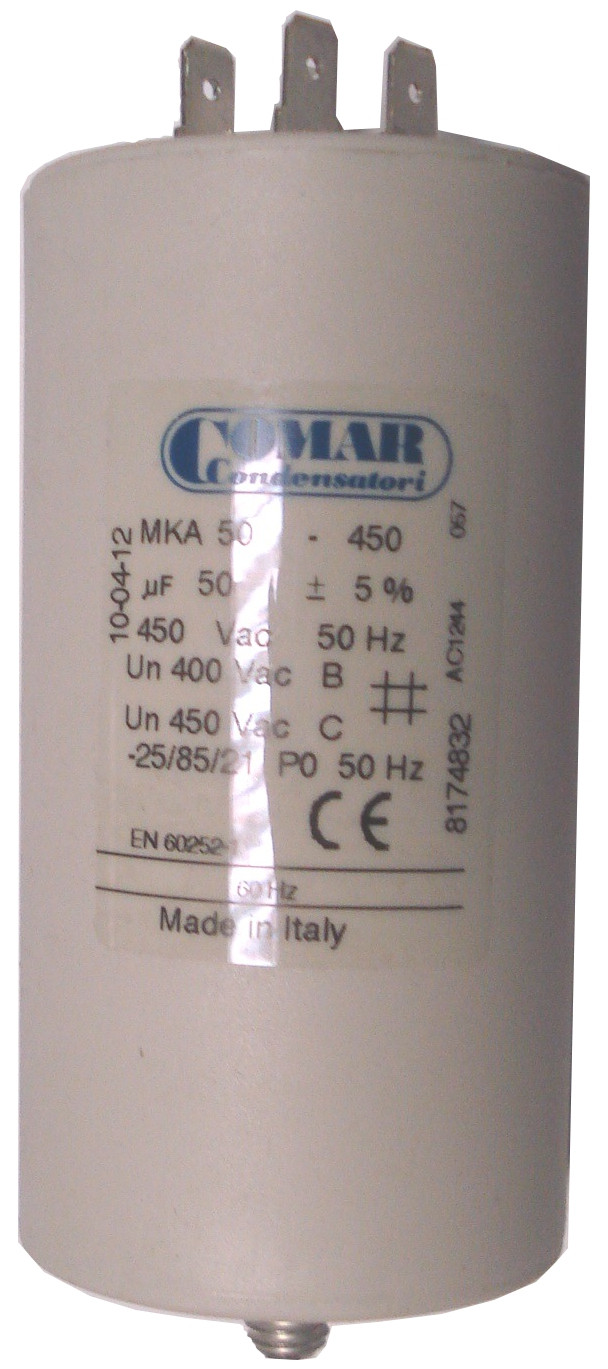 COMAR
Condensatori
MKA 50 - 450
µF 50 ± 5 %
450 Vac 50 Hz
Un 400 Vac B
Un 450 Vac C
-25/85/21 P0 50 Hz
CE
EN 60252-1
60 Hz
Made in Italy
10-04-12
8174832 AC1244 057